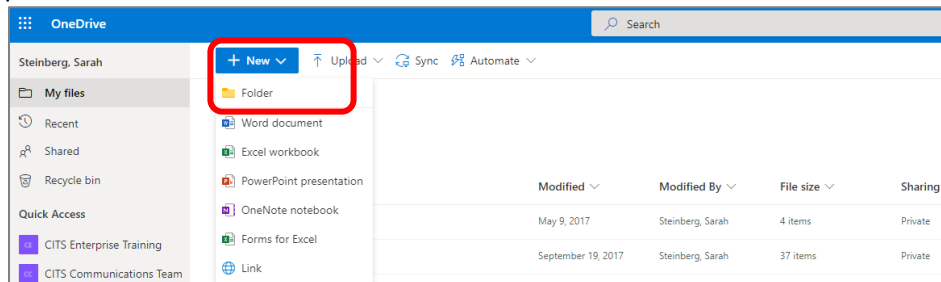 OneDrive
Search
Steinberg, Sarah
+ New
Upload
Sync
Automate
My files
Folder
Recent
Word document
Shared
Excel workbook
Recycle bin
PowerPoint presentation
Modified
Modified By
File size
Sharing
Quick Access
OneNote notebook
May 9, 2017
Steinberg, Sarah
4 items
Private
CITS Enterprise Training
Forms for Excel
September 19, 2017
Steinberg, Sarah
37 items
Private
CC
CITS Communications Team
Link